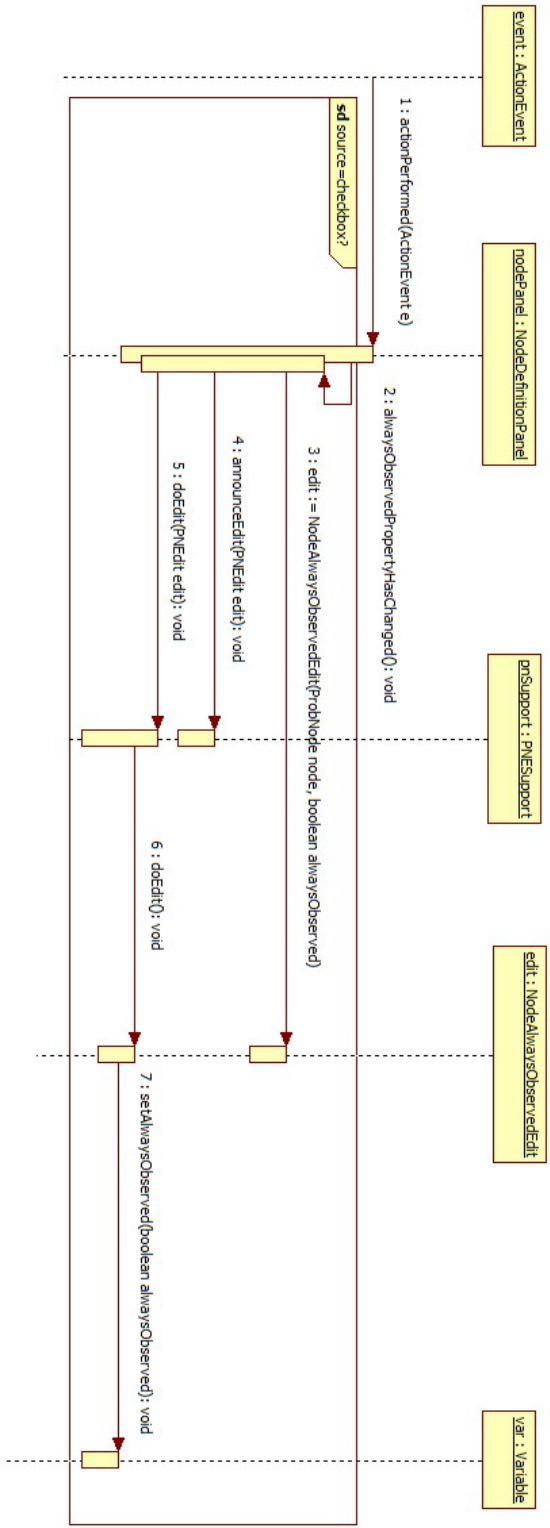 event : ActionEvent
nodePanel : NodeDefinitionPanel
pnSupport : PNESupport
edit : NodeAlwaysObservedEdit
var : Variable
1 : actionPerformed(ActionEvent e)
2 : alwaysObservedPropertyHasChanged(): void
sd source=checkbox?
3 : edit := NodeAlwaysObservedEdit(ProbNode node, boolean alwaysObserved)
4 : announceEdit(PNEdit edit): void
5 : doEdit(PNEdit edit): void
6 : doEdit(): void
7 : setAlwaysObserved(boolean alwaysObserved): void